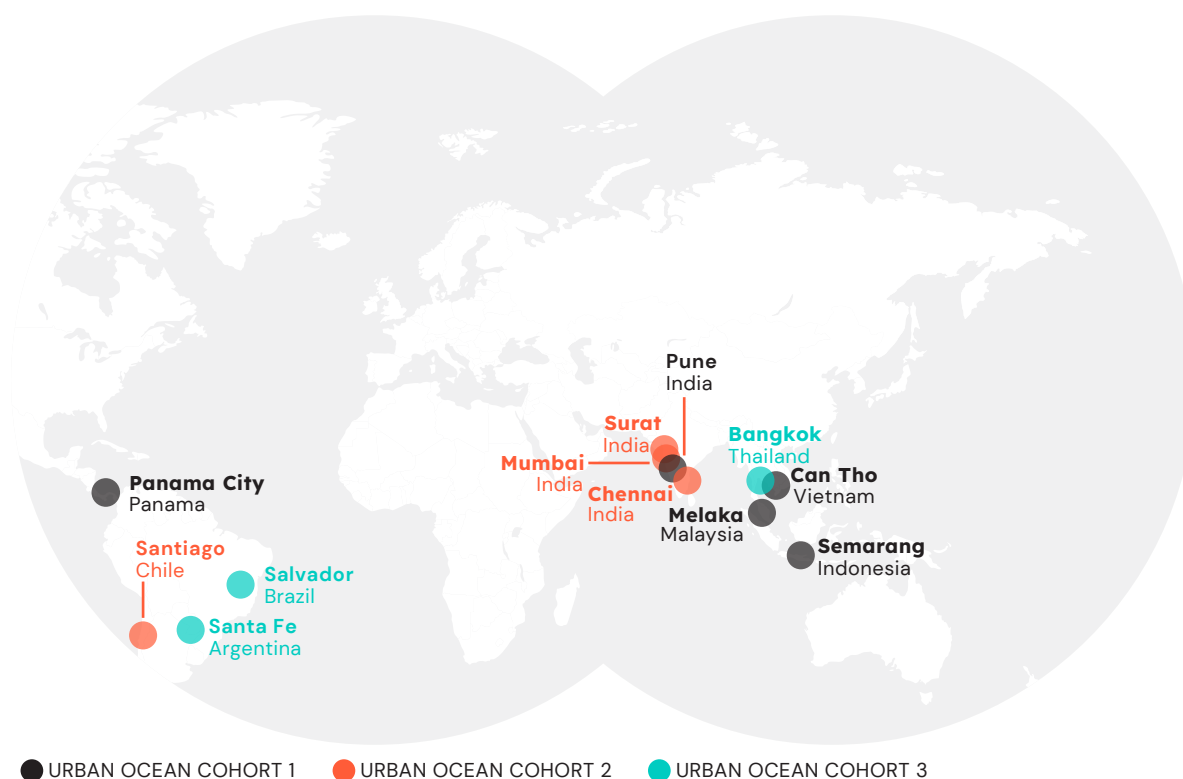 Pune
India
Surat
India
Bangkok
Thailand
Mumbai
India
Can Tho
Vietnam
Panama City
Panama
Chennai
India
Melaka
Malaysia
Santiago
Chile
Semarang
Indonesia
Salvador
Brazil
Santa Fe
Argentina
URBAN OCEAN COHORT 1
URBAN OCEAN COHORT 2
URBAN OCEAN COHORT 3